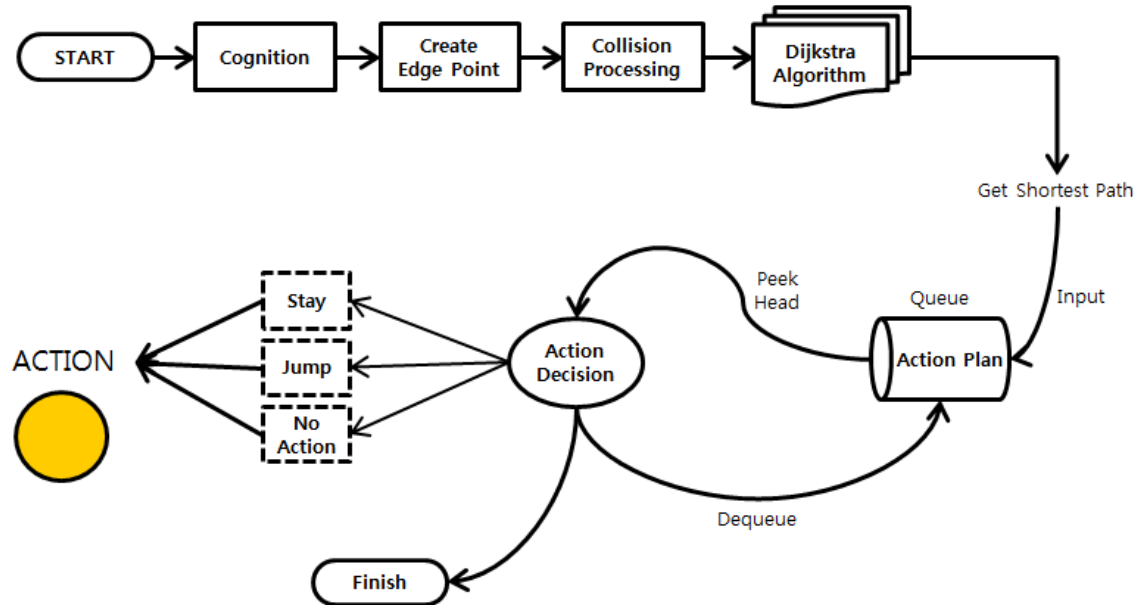 START
Cognition
Create
Edge Point
Collision
Processing
Dijkstra
Algorithm
Get Shortest Path
Input
Queue
Action Plan
Peek
Head
Action
Decision
Dequeue
Stay
Jump
No
Action
ACTION
Finish